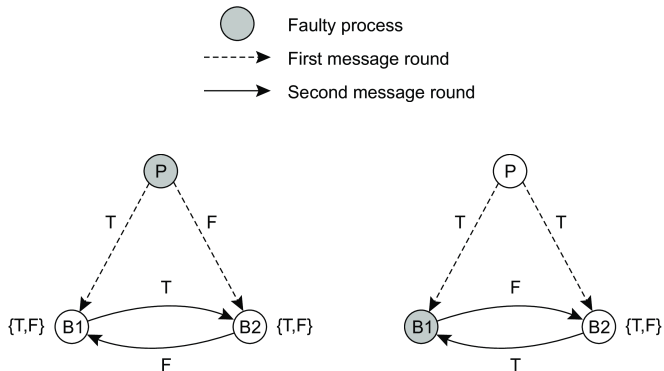 Faulty process
First message round
Second message round
P
P
T
F
T
T
T
F
{T,F}
B1
B2
{T,F}
B1
B2
{T,F}
F
T